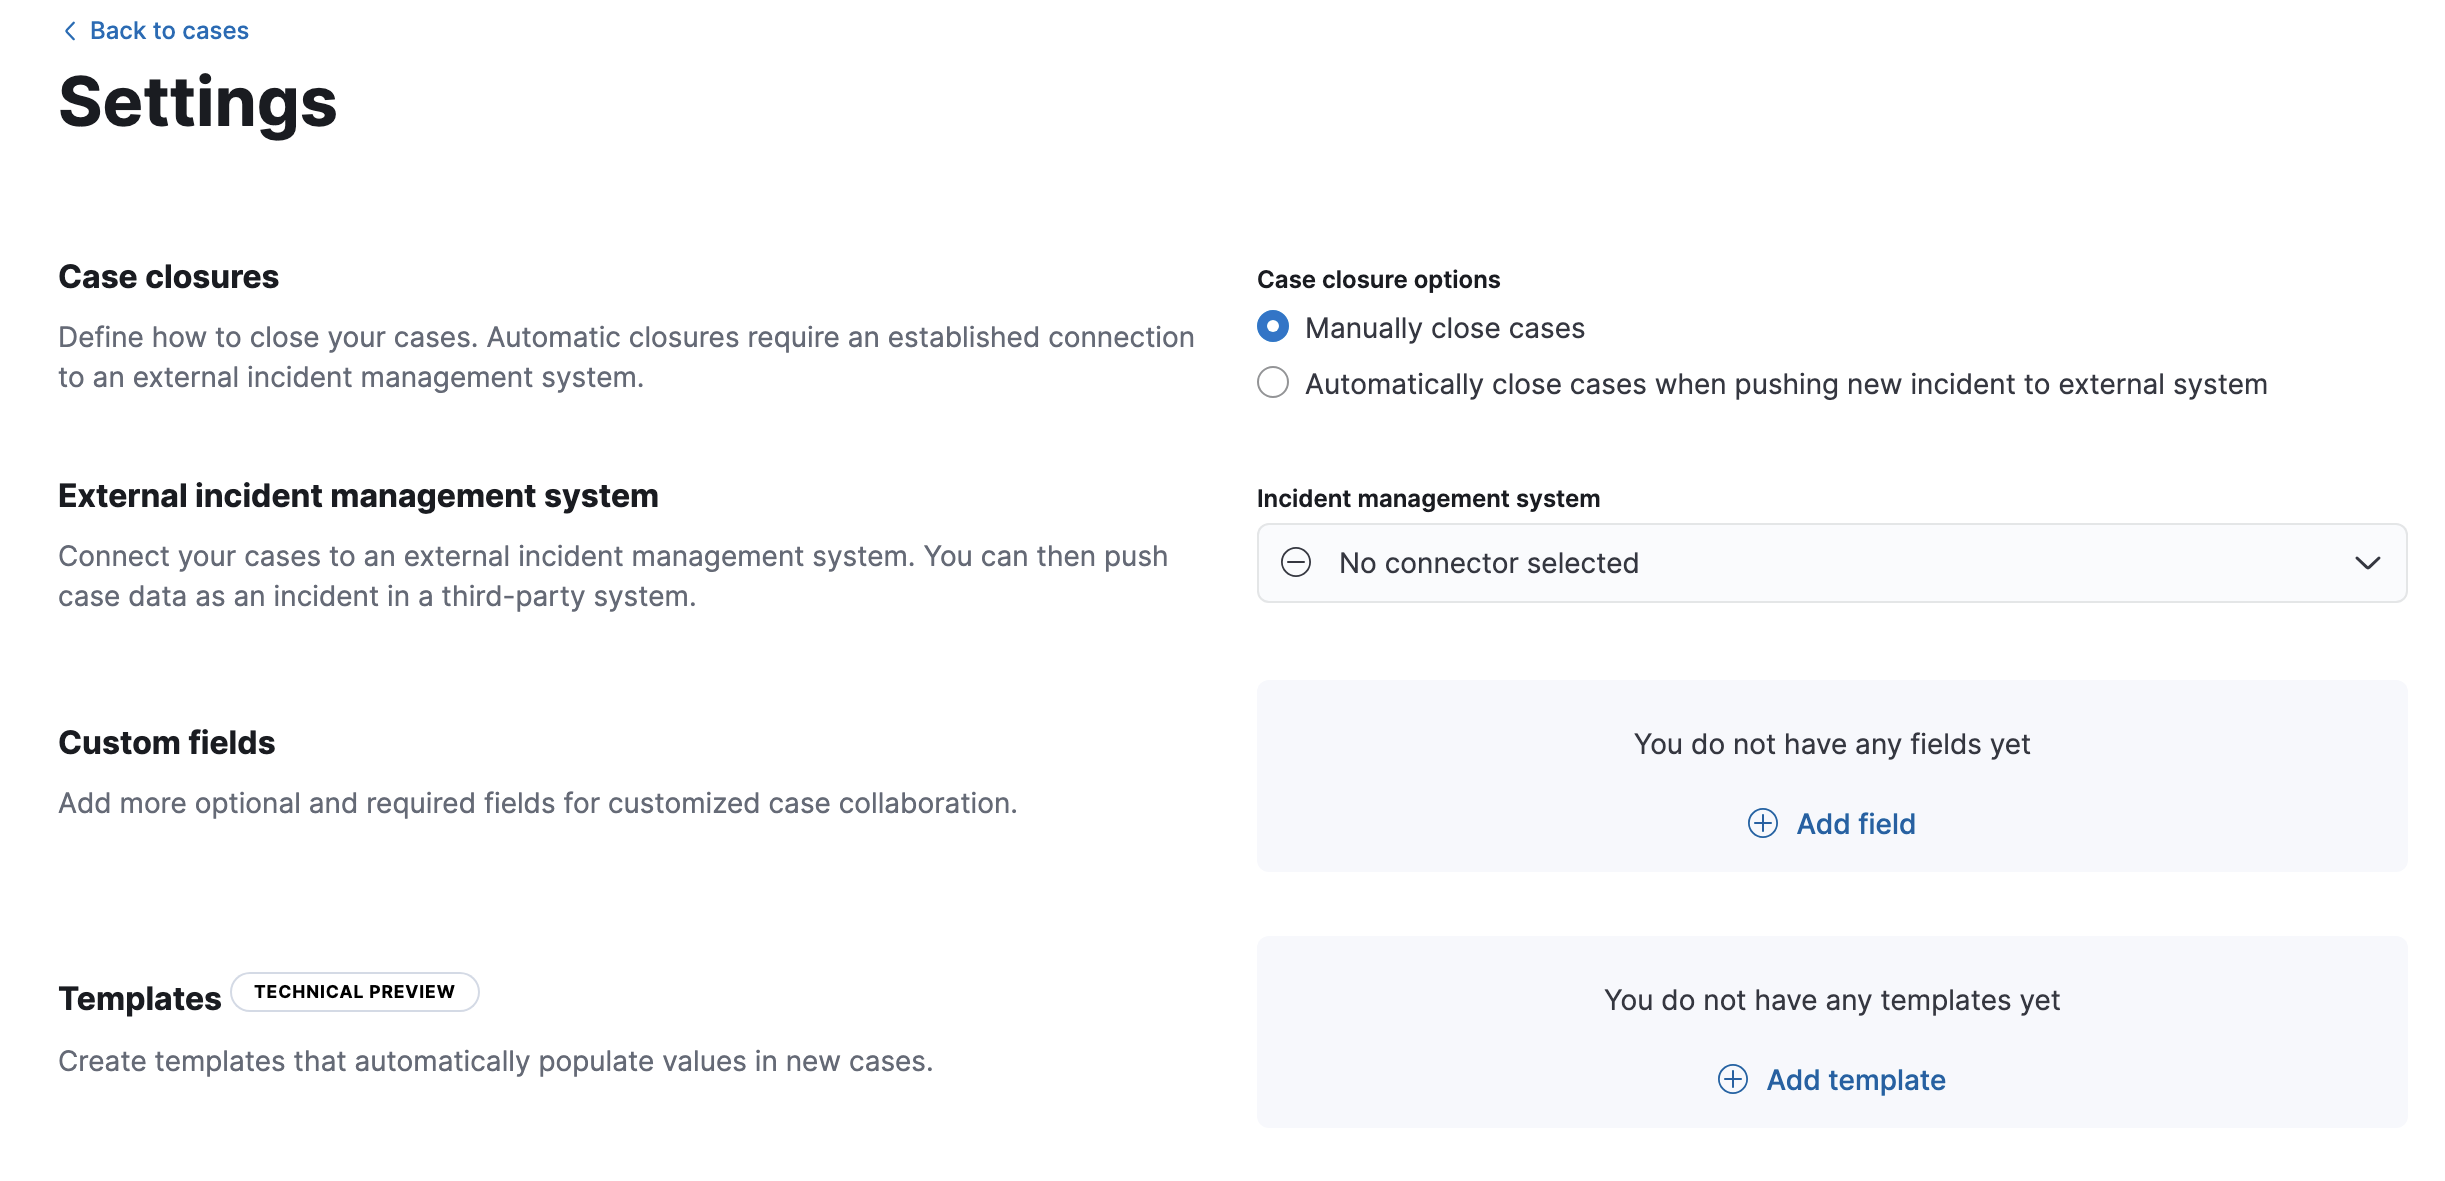 Back to cases
Settings
Case closures
Define how to close your cases. Automatic closures require an established connection
to an external incident management system.
Case closure options
Manually close cases
Automatically close cases when pushing new incident to external system
External incident management system
Connect your cases to an external incident management system. You can then push
case data as an incident in a third-party system.
Incident management system
No connector selected
Custom fields
Add more optional and required fields for customized case collaboration.
You do not have any fields yet
Add field
Templates TECHNICAL PREVIEW
Create templates that automatically populate values in new cases.
You do not have any templates yet
Add template